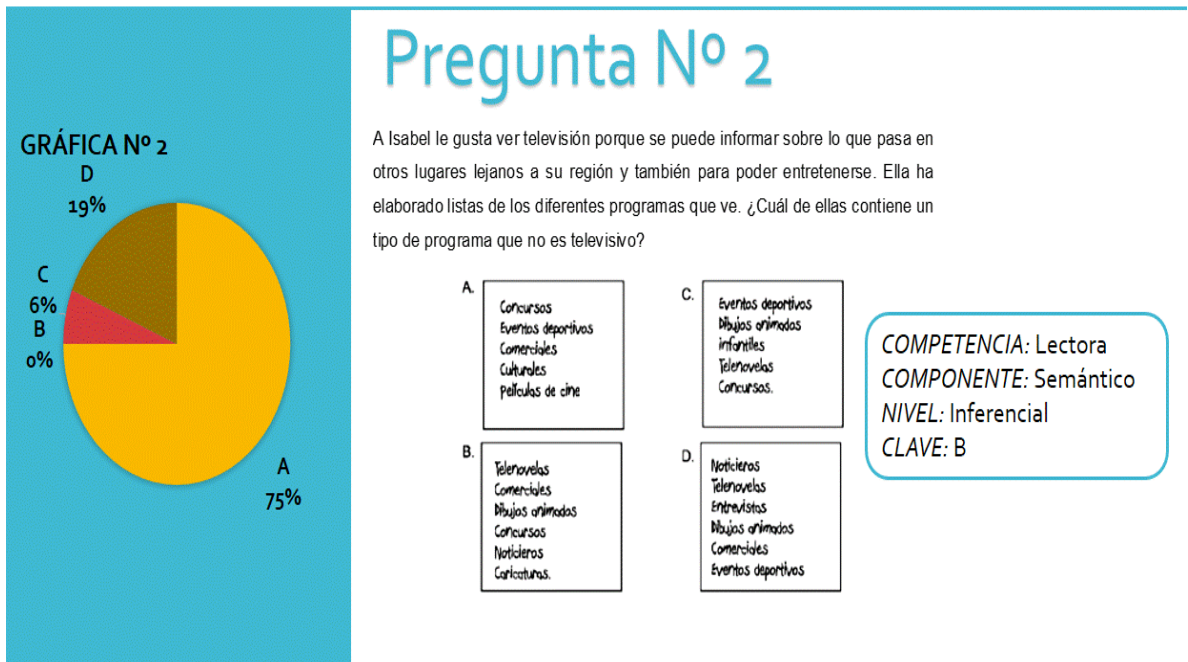 Pregunta Nº 2
GRÁFICA Nº 2
D
19%
C
6%
B
0%
A
75%
A Isabel le gusta ver televisión porque se puede informar sobre lo que pasa en
otros lugares lejanos a su región y también para poder entretenerse. Ella ha
elaborado listas de los diferentes programas que ve. ¿Cuál de ellas contiene un
tipo de programa que no es televisivo?
A.
Concursos
Eventos deportivos
Comerciales
Culturales
Películas de cine
B.
Telenovelas
Comerciales
Dibujos animados
Concursos
Noticieros
Caricaturas.
C.
Eventos deportivos
Dibujos animados
infantiles
Telenovelas
Concursos.
D.
Noticieros
Telenovelas
Entrevistas
Dibujos animados
Comerciales
Eventos deportivos
COMPETENCIA: Lectora
COMPONENTE: Semántico
NIVEL: Inferencial
CLAVE: B